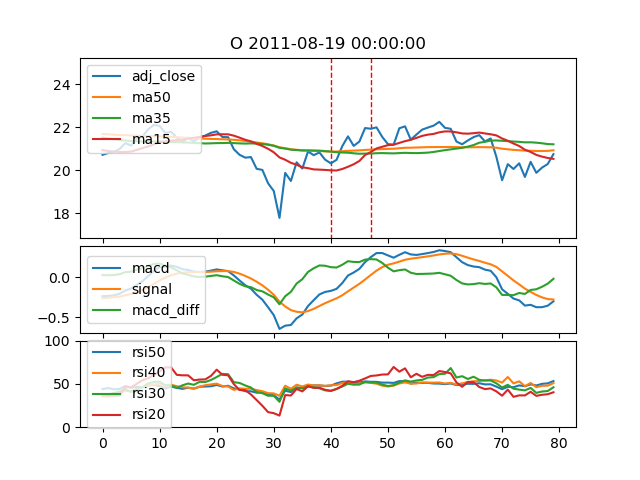 O 2011-08-19 00:00:00
adj_close
ma50
ma35
ma15
24
22
20
18
macd
signal
macd_diff
0.0
−0.5
rsi50
rsi40
rsi30
rsi20
100
50
0
0 10 20 30 40 50 60 70 80